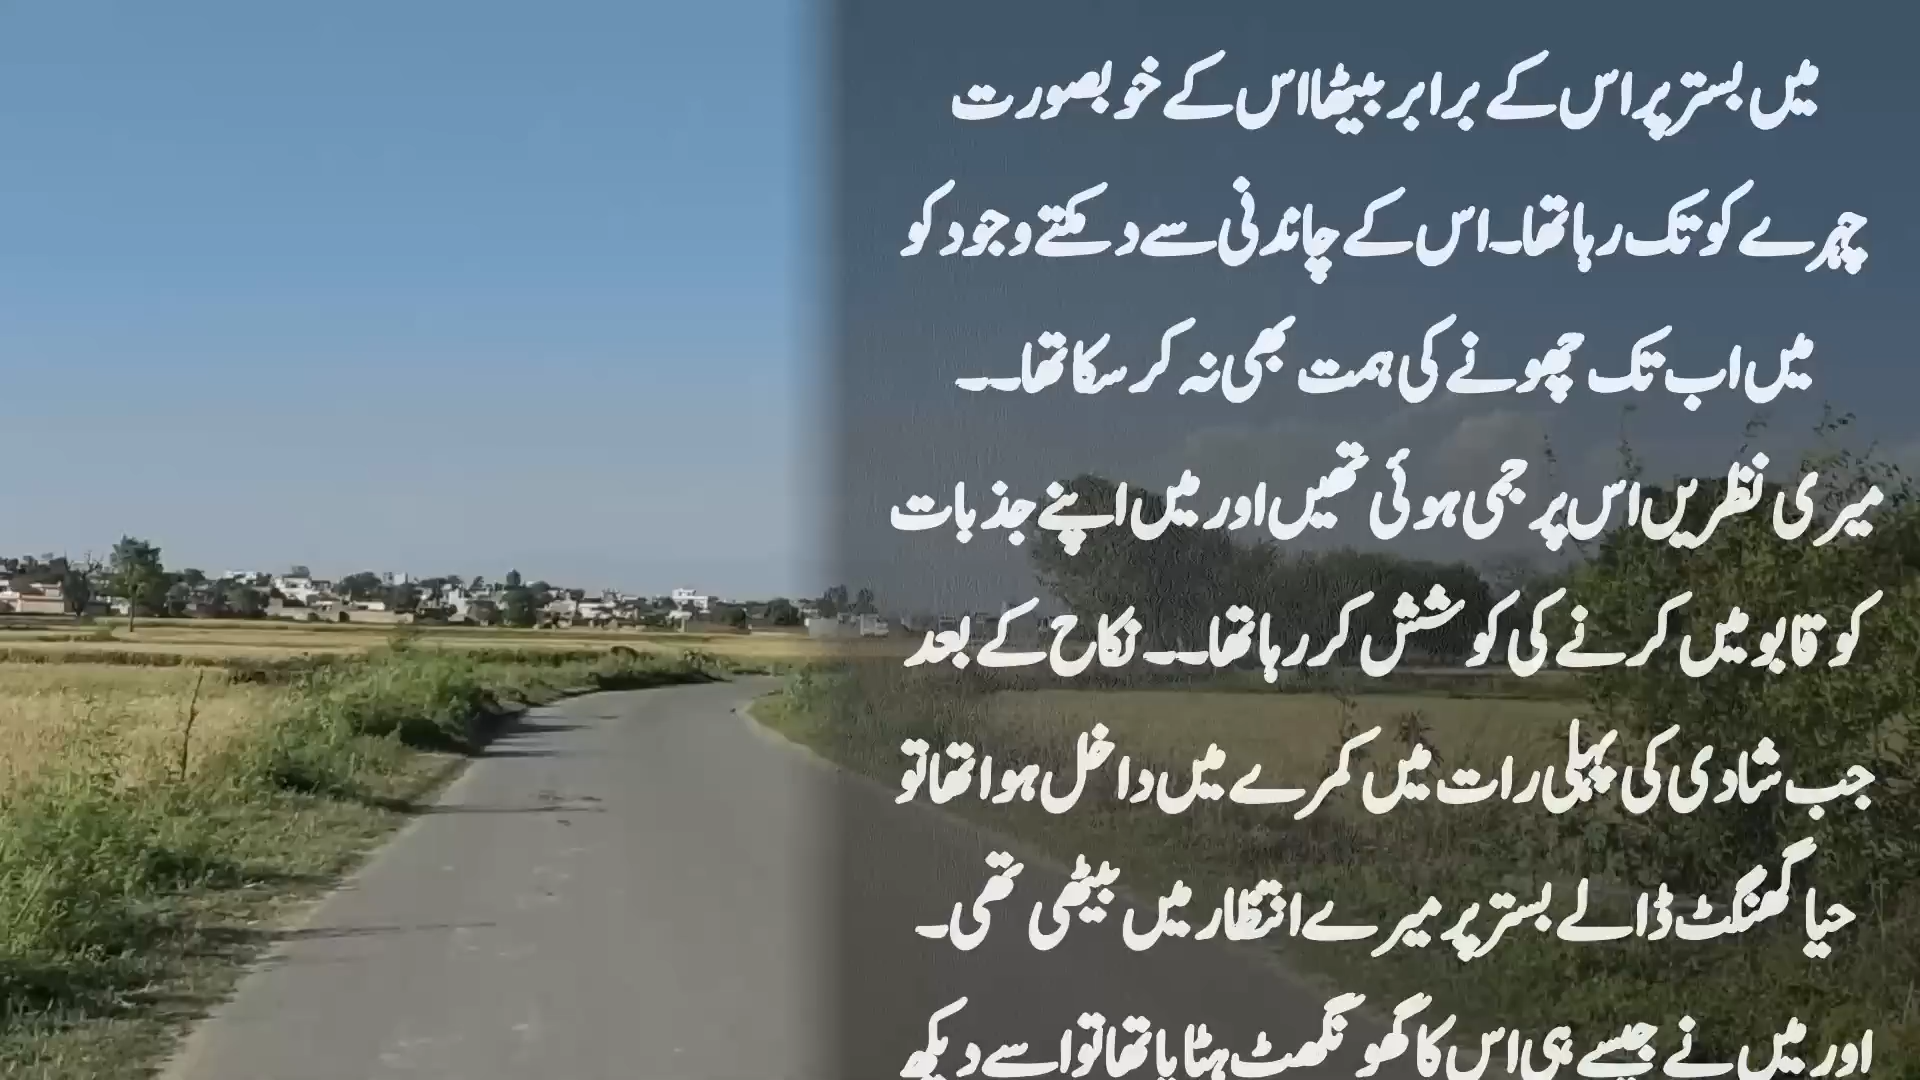 میں بستر پر اس کے برابر بیٹھا اس کے خوبصورت
چہرے کو تک رہا تھا۔ اس کے چاندنی سے دمکتے وجود کو
میں اب تک چھونے کی ہمت بھی نہ کر سکا تھا۔۔
میری نظریں اس پر جمی ہوئی تھیں اور میں اپنے جذبات
کو قابو میں کرنے کی کوشش کر رہا تھا۔۔ نکاح کے بعد
جب شادی کی پہلی رات میں کمرے میں داخل ہوا تھا تو
حیا گھنگٹ ڈالے بستر پر میرے انتظار میں بیٹھی تھی۔
اور میں نے جیسے ہی اس کا گھونگھٹ ہٹایا تھا تو اسے دیکھ